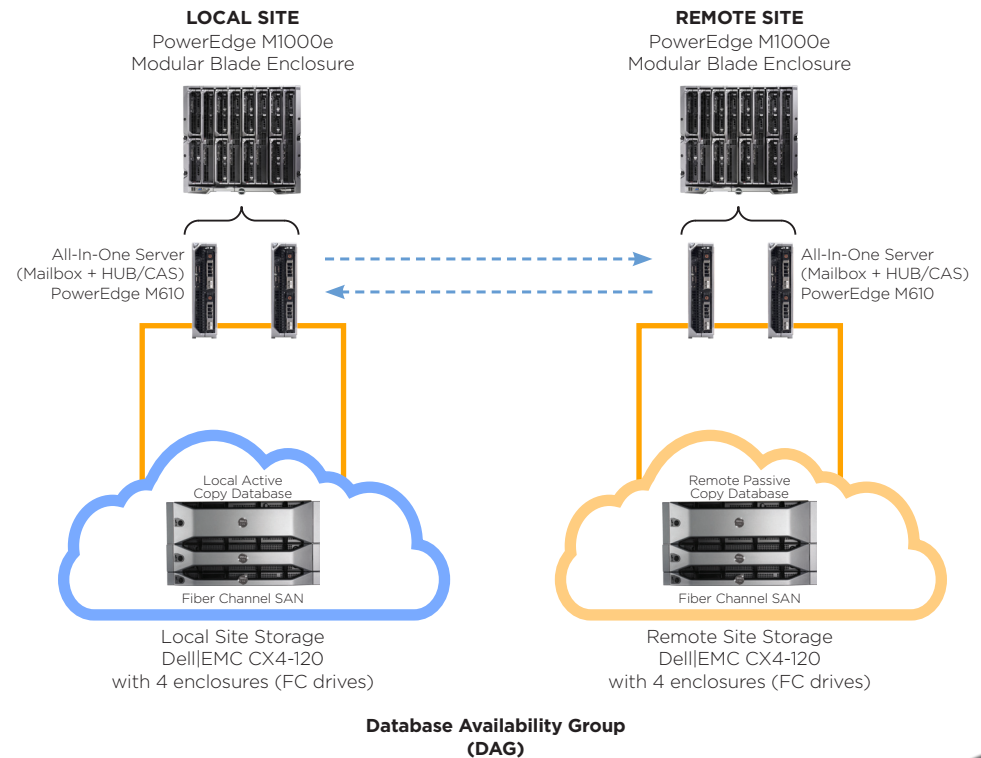 LOCAL SITE
PowerEdge M1000e
Modular Blade Enclosure
REMOTE SITE
PowerEdge M1000e
Modular Blade Enclosure
All-In-One Server
(Mailbox + HUB/CAS)
PowerEdge M610
All-In-One Server
(Mailbox + HUB/CAS)
PowerEdge M610
Local Active
Copy Database
Fiber Channel SAN
Remote Passive
Copy Database
Fiber Channel SAN
Local Site Storage
Dell|EMC CX4-120
with 4 enclosures (FC drives)
Remote Site Storage
Dell|EMC CX4-120
with 4 enclosures (FC drives)
Database Availability Group
(DAG)